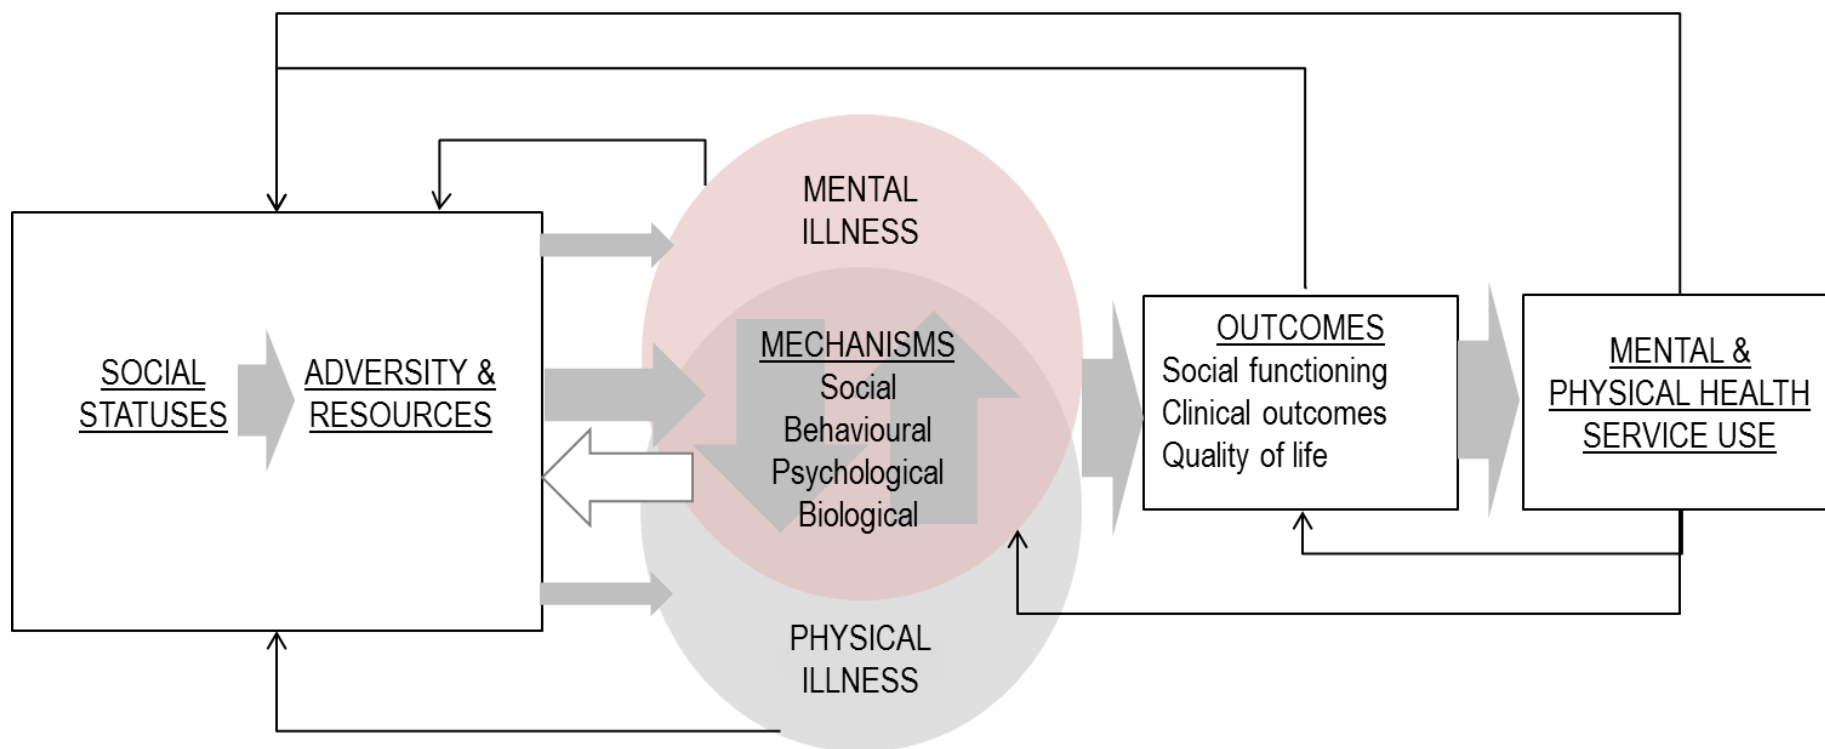 MENTAL
ILLNESS
SOCIAL
STATUSES
ADVERSITY &
RESOURCES
MECHANISMS
Social
Behavioural
Psychological
Biological
OUTCOMES
Social functioning
Clinical outcomes
Quality of life
MENTAL &
PHYSICAL HEALTH
SERVICE USE
PHYSICAL
ILLNESS